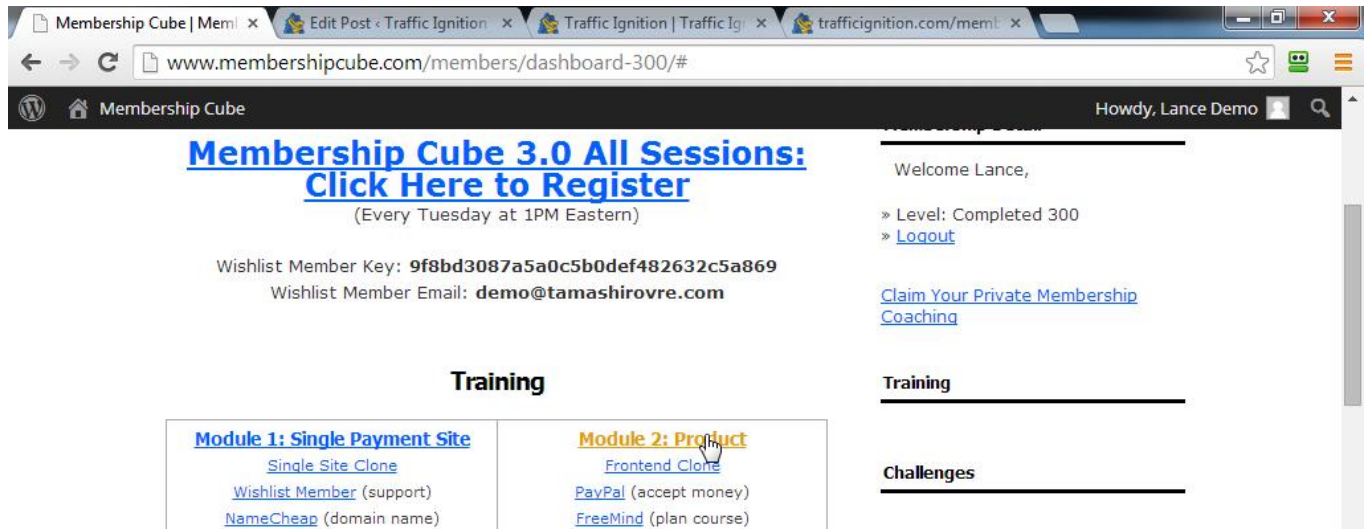 Membership Cube | Meml
Edit Post ‹ Traffic Ignition
Traffic Ignition | Traffic Ig
trafficignition.com/memb
www.membershipcube.com/members/dashboard-300/#
Membership Cube
Howdy, Lance Demo
Membership Cube 3.0 All Sessions:
Click Here to Register
(Every Tuesday at 1PM Eastern)
Wishlist Member Key: 9f8bd3087a5a0c5b0def482632c5a869
Wishlist Member Email: demo@tamashirovre.com
Training
Module 1: Single Payment Site
Single Site Clone
Wishlist Member (support)
NameCheap (domain name)
Module 2: Product
Frontend Clone
PayPal (accept money)
FreeMind (plan course)
Welcome Lance,
» Level: Completed 300
» Logout
Claim Your Private Membership
Coaching
Training
Challenges